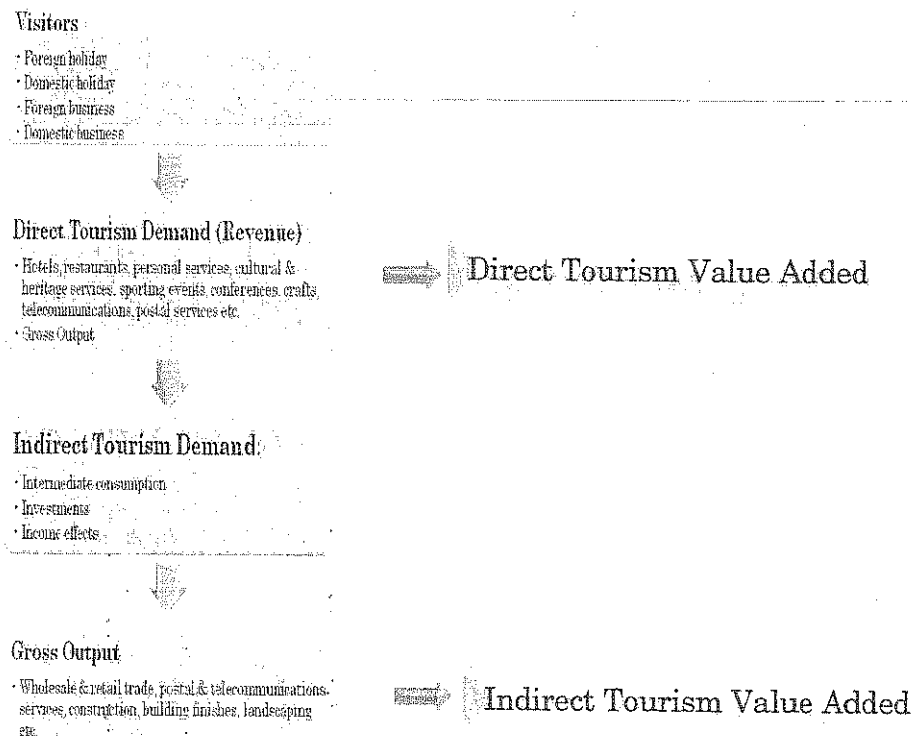 Visitors
· Foreign holiday
· Domestic holiday
· Foreign business
· Domestic business
Direct Tourism Demand (Revenue)
· Hotels, restaurants, personal services, cultural &
heritage services, sporting events, conferences, crafts,
telecommunications, postal services etc.
· Gross Output
Direct Tourism Value Added
Indirect Tourism Demand:
· Intermediate consumption
· Investments
· Income effects
Gross Output
· Wholesale & retail trade, postal & telecommunications
services, construction, building finishes, landscaping
etc.
Indirect Tourism Value Added